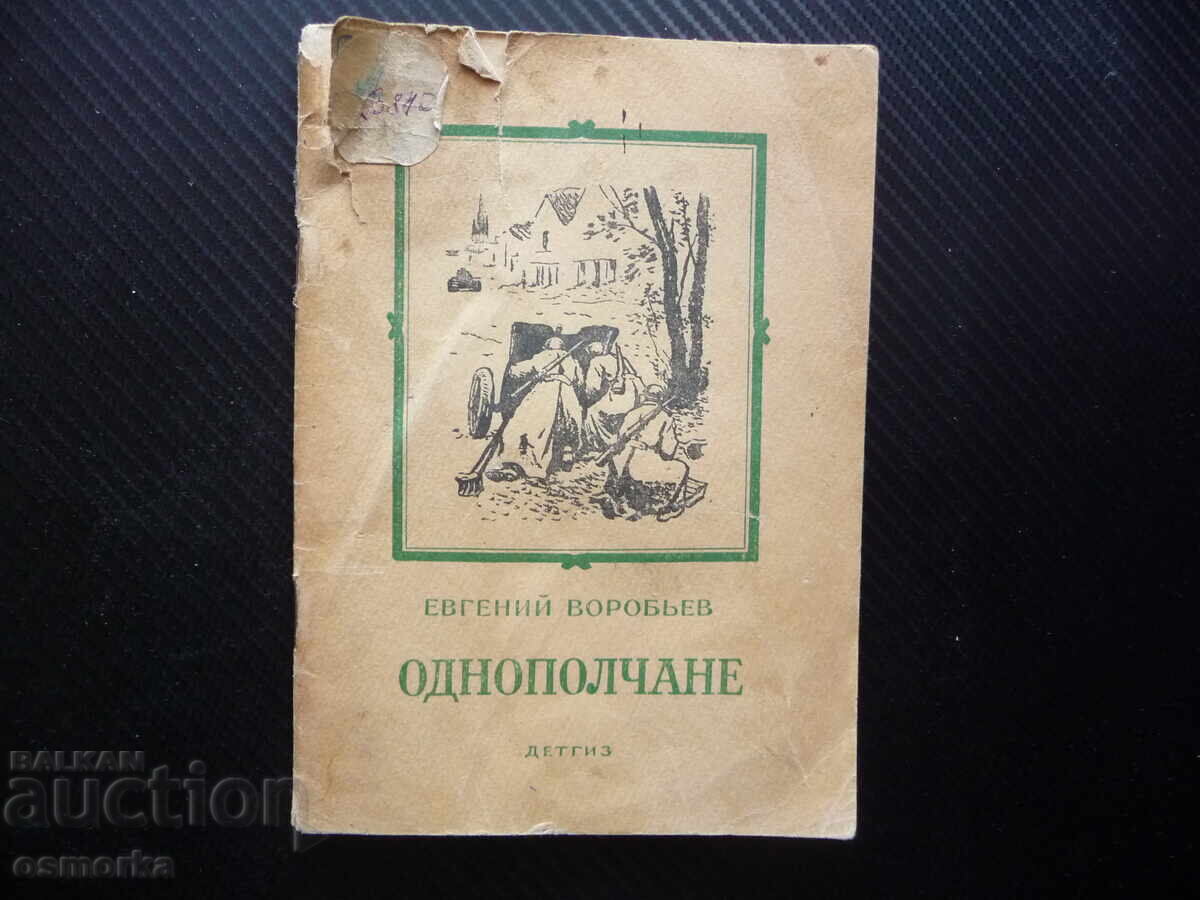 ЕВГЕНИЙ ВОРОБЬЕВ
ОДНОПОЛЧАНЕ
ДЕТГИЗ
BALKAN
auction
osmorka